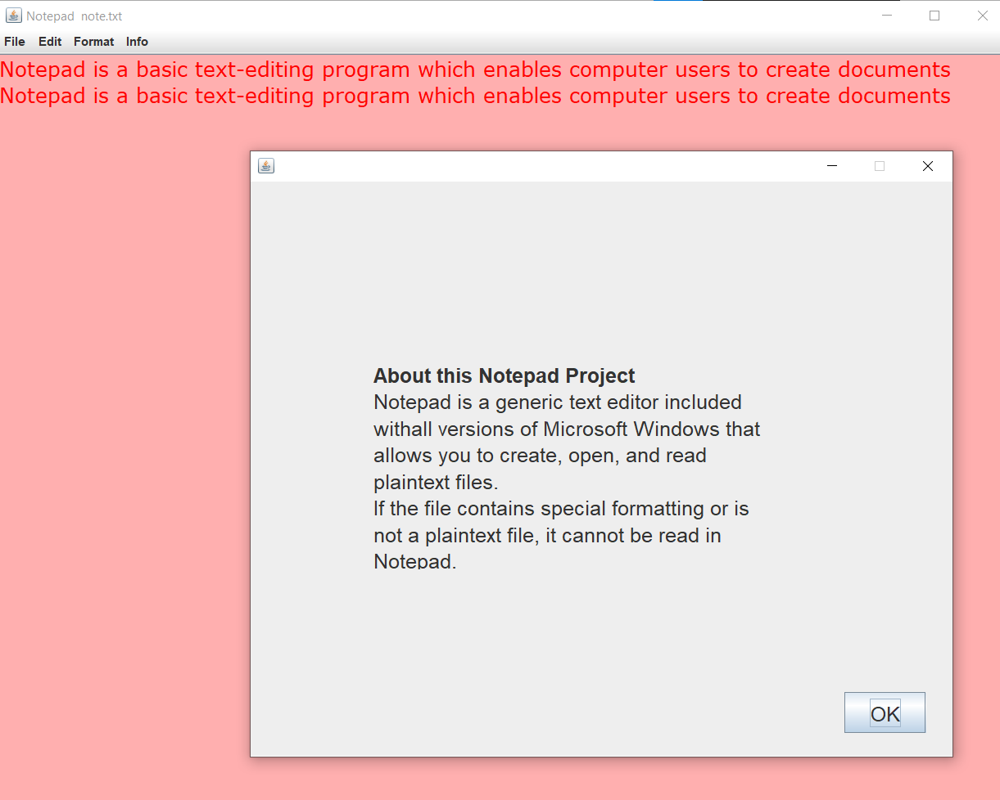 Notepad  note.txt
File Edit Format Info
Notepad is a basic text-editing program which enables computer users to create documents
Notepad is a basic text-editing program which enables computer users to create documents
About this Notepad Project
Notepad is a generic text editor included
withall versions of Microsoft Windows that
allows you to create, open, and read
plaintext files.
If the file contains special formatting or is
not a plaintext file, it cannot be read in
Notepad.
OK